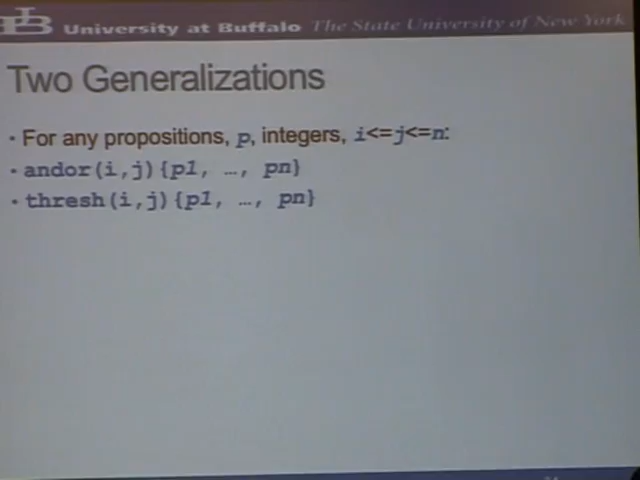 UB University at Buffalo The State University of New York
Two Generalizations
• For any propositions, p, integers, i<=j<=n:
• andor(i,j){p1, …, pn}
• thresh(i,j){p1, …, pn}